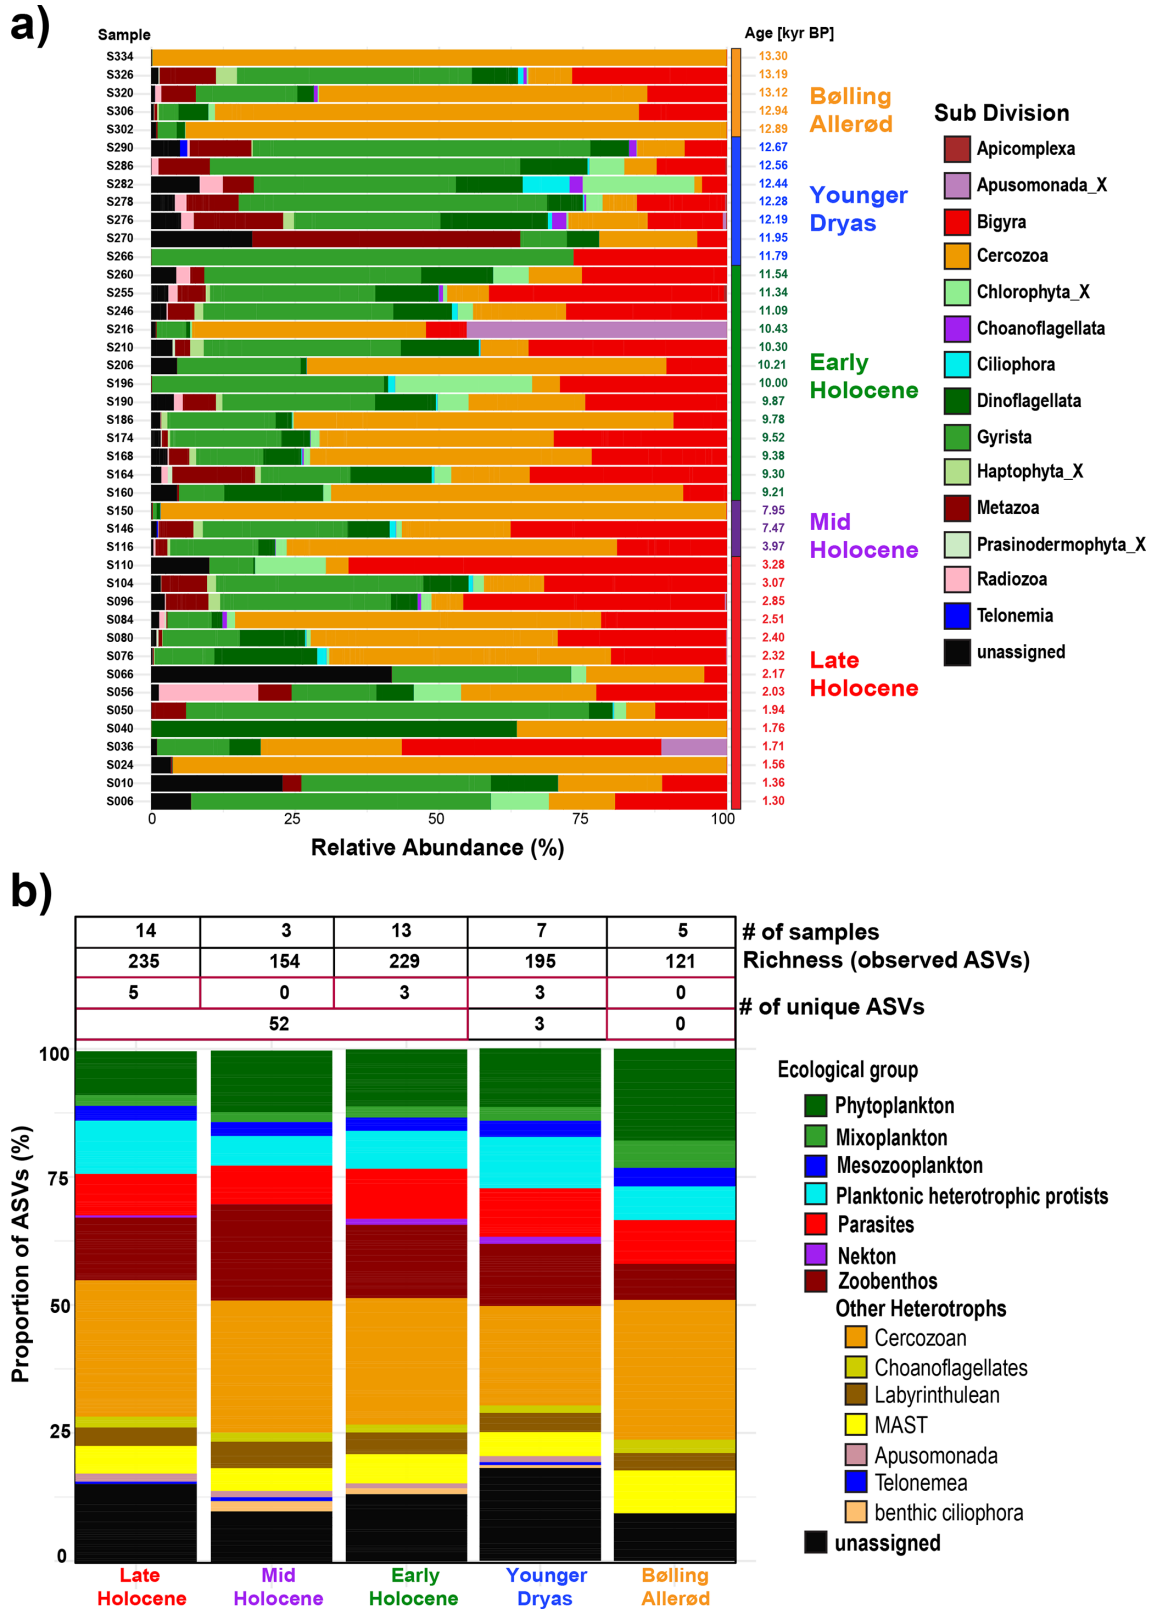 a)
Sample
Age [kyr BP]
S334 13.30
S326 13.19
S320 13.12
S306 12.94
S302 12.89
S290 12.67
S286 12.56
S282 12.44
S278 12.28
S276 12.19
S270 11.95
S266 11.79
S260 11.54
S255 11.34
S246 11.09
S216 10.43
S210 10.30
S206 10.21
S196 10.00
S190 9.87
S186 9.78
S174 9.52
S168 9.38
S164 9.30
S160 9.21
S150 7.95
S146 7.47
S116 3.97
S110 3.28
S104 3.07
S096 2.85
S084 2.51
S080 2.40
S076 2.32
S066 2.17
S056 2.03
S050 1.94
S040 1.76
S036 1.71
S024 1.56
S010 1.36
S006 1.30
0 25 50 75 100
Relative Abundance (%)
Bølling
Allerød
Younger
Dryas
Early
Holocene
Mid
Holocene
Late
Holocene
Sub Division
Apicomplexa
Apusomonada_X
Bigyra
Cercozoa
Chlorophyta_X
Choanoflagellata
Ciliophora
Dinoflagellata
Gyrista
Haptophyta_X
Metazoa
Prasinodermophyta_X
Radiozoa
Telonemia
unassigned
b)
14 3 13 7 5 # of samples
235 154 229 195 121 Richness (observed ASVs)
5 0 3 3 0
# of unique ASVs
52 3 0
100
75
50
25
0
Proportion of ASVs (%)
Late
Holocene
Mid
Holocene
Early
Holocene
Younger
Dryas
Bølling
Allerød
Ecological group
Phytoplankton
Mixoplankton
Mesozooplankton
Planktonic heterotrophic protists
Parasites
Nekton
Zoobenthos
Other Heterotrophs
Cercozoan
Choanoflagellates
Labyrinthulean
MAST
Apusomonada
Telonemea
benthic ciliophora
unassigned